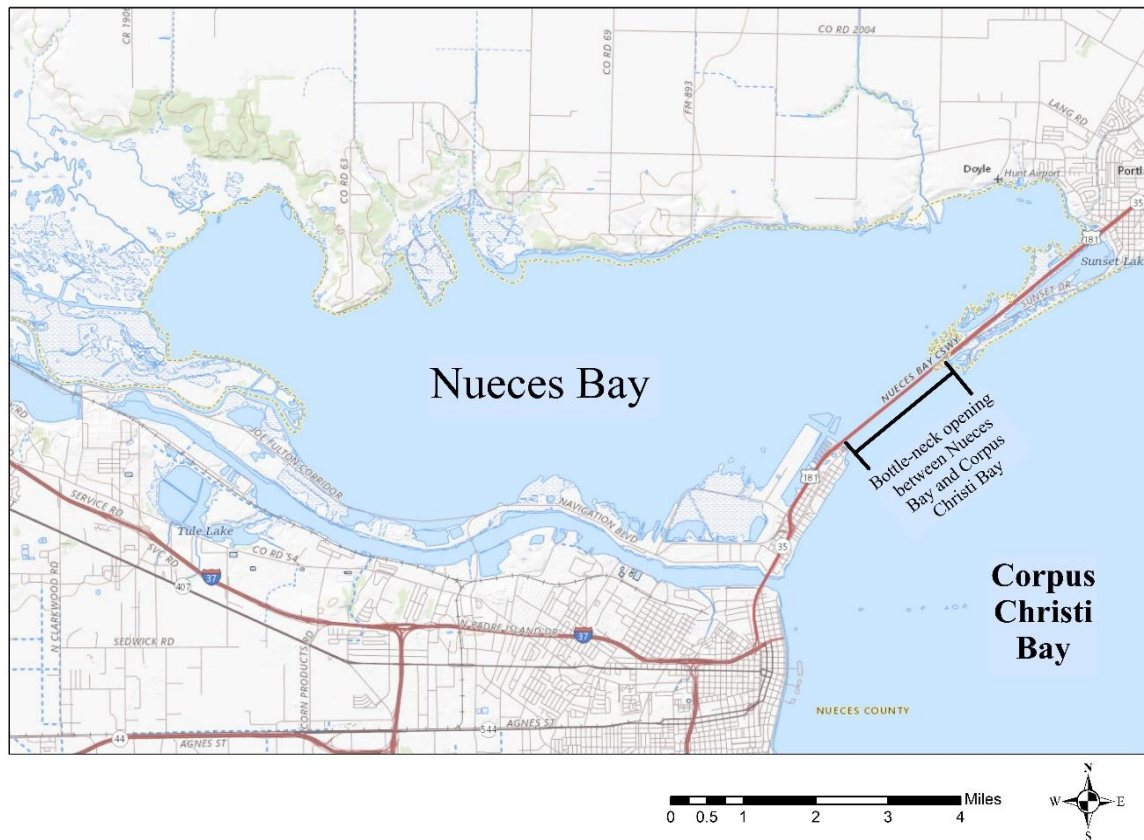 CR 1906
CO RD 69
CO RD 2004
FM 893
LANG RD
CO RD 63
Doyle
Hunt Airport
Portl
35
181
Sunset Lak
SUNSET DR
50
NUECES BAY CSWY
Nueces Bay
Bottle-neck opening
between Nueces
Bay and Corpus
Christi Bay
RD
JOE FULTON CORRIDOR
181
SERVICE RD
NAVIGATION BLVD
Tule Lake
CO RD 54
35
SVC RD
37
407
N CLARKWOOD RD
Corpus
Christi
Bay
N PADRE ISLAND DR
37
SEDWICK RD
CORN PRODUCTS RD
NUECES COUNTY
44
AGNES ST
544
AGNES ST
Miles
0 0.5 1 2 3 4
N
W E
S